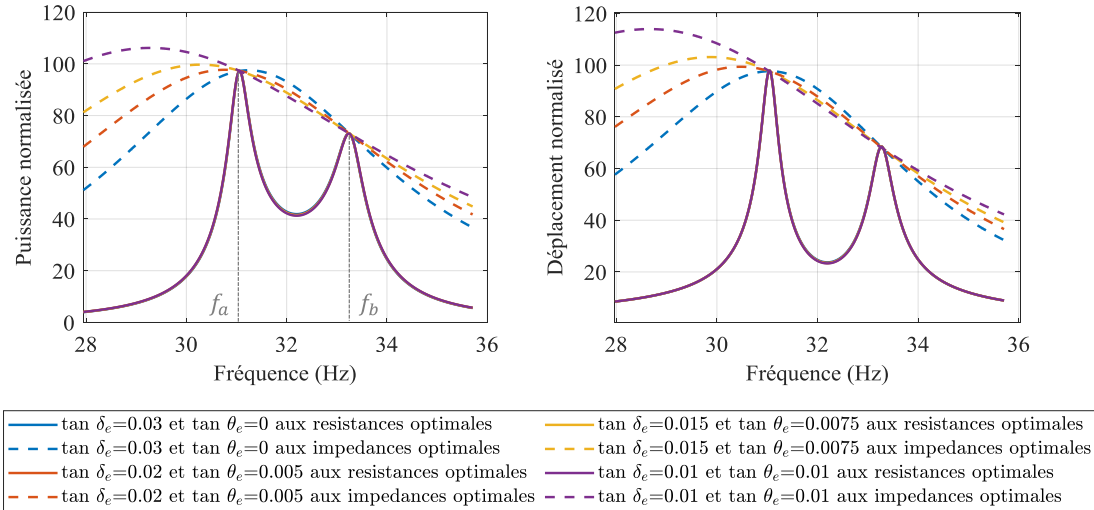 120
100
80
60
40
20
0
Puissance normalisée
f_a
f_b
28 30 32 34 36
Fréquence (Hz)
120
100
80
60
40
20
Déplacement normalisé
28 30 32 34 36
Fréquence (Hz)
tan δ_e=0.03 et tan θ_e=0 aux resistances optimales
tan δ_e=0.03 et tan θ_e=0 aux impedances optimales
tan δ_e=0.02 et tan θ_e=0.005 aux resistances optimales
tan δ_e=0.02 et tan θ_e=0.005 aux impedances optimales
tan δ_e=0.015 et tan θ_e=0.0075 aux resistances optimales
tan δ_e=0.015 et tan θ_e=0.0075 aux impedances optimales
tan δ_e=0.01 et tan θ_e=0.01 aux resistances optimales
tan δ_e=0.01 et tan θ_e=0.01 aux impedances optimales